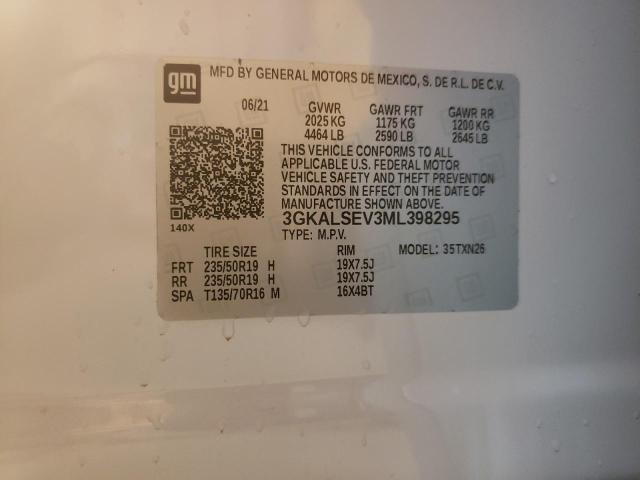 gm MFD BY GENERAL MOTORS DE MEXICO, S. DE R.L. DE C.V.
06/21 GVWR GAWR FRT GAWR RR
2025 KG 1175 KG 1200 KG
4464 LB 2590 LB 2645 LB
THIS VEHICLE CONFORMS TO ALL
APPLICABLE U.S. FEDERAL MOTOR
VEHICLE SAFETY AND THEFT PREVENTION
STANDARDS IN EFFECT ON THE DATE OF
MANUFACTURE SHOWN ABOVE.
140X 3GKALSEV3ML398295
TYPE: M.P.V.
TIRE SIZE RIM MODEL: 35TXN26
FRT 235/50R19 H 19X7.5J
RR 235/50R19 H 19X7.5J
SPA T135/70R16 M 16X4BT